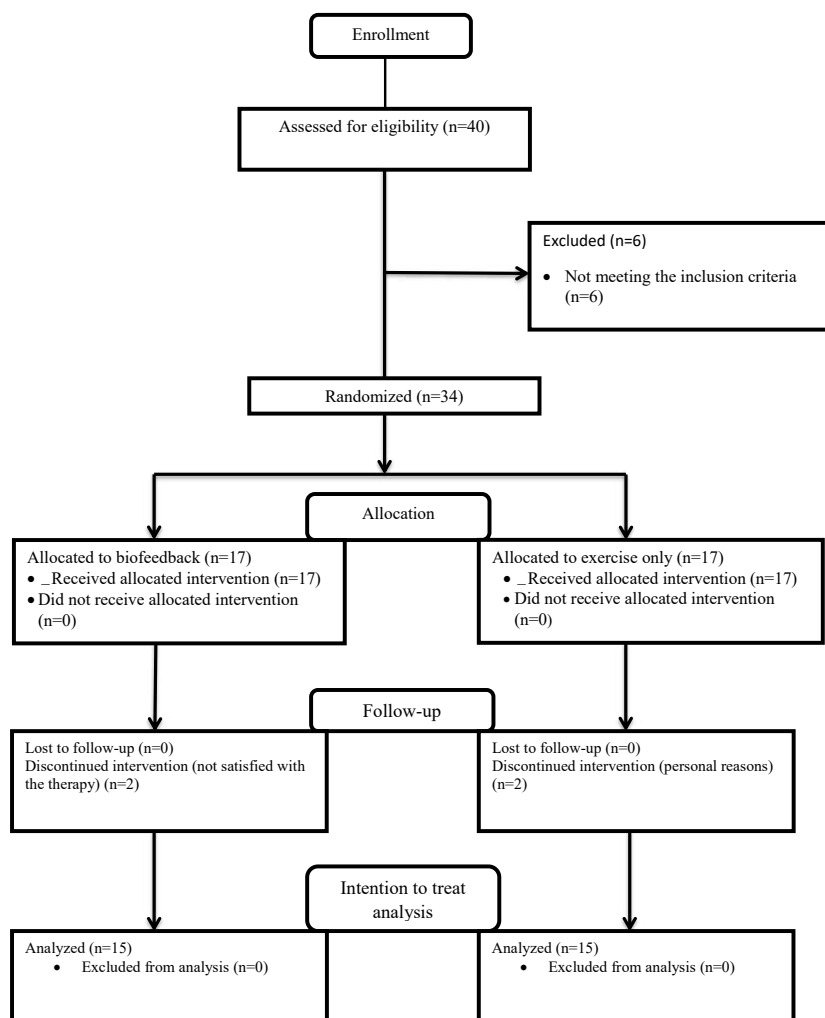 Enrollment
Assessed for eligibility (n=40)
Excluded (n=6)
• Not meeting the inclusion criteria
(n=6)
Randomized (n=34)
Allocation
Allocated to biofeedback (n=17)
• _Received allocated intervention (n=17)
• Did not receive allocated intervention
(n=0)
Allocated to exercise only (n=17)
• _Received allocated intervention (n=17)
• Did not receive allocated intervention
(n=0)
Follow-up
Lost to follow-up (n=0)
Discontinued intervention (not satisfied with
the therapy) (n=2)
Lost to follow-up (n=0)
Discontinued intervention (personal reasons)
(n=2)
Intention to treat
analysis
Analyzed (n=15)
• Excluded from analysis (n=0)
Analyzed (n=15)
• Excluded from analysis (n=0)